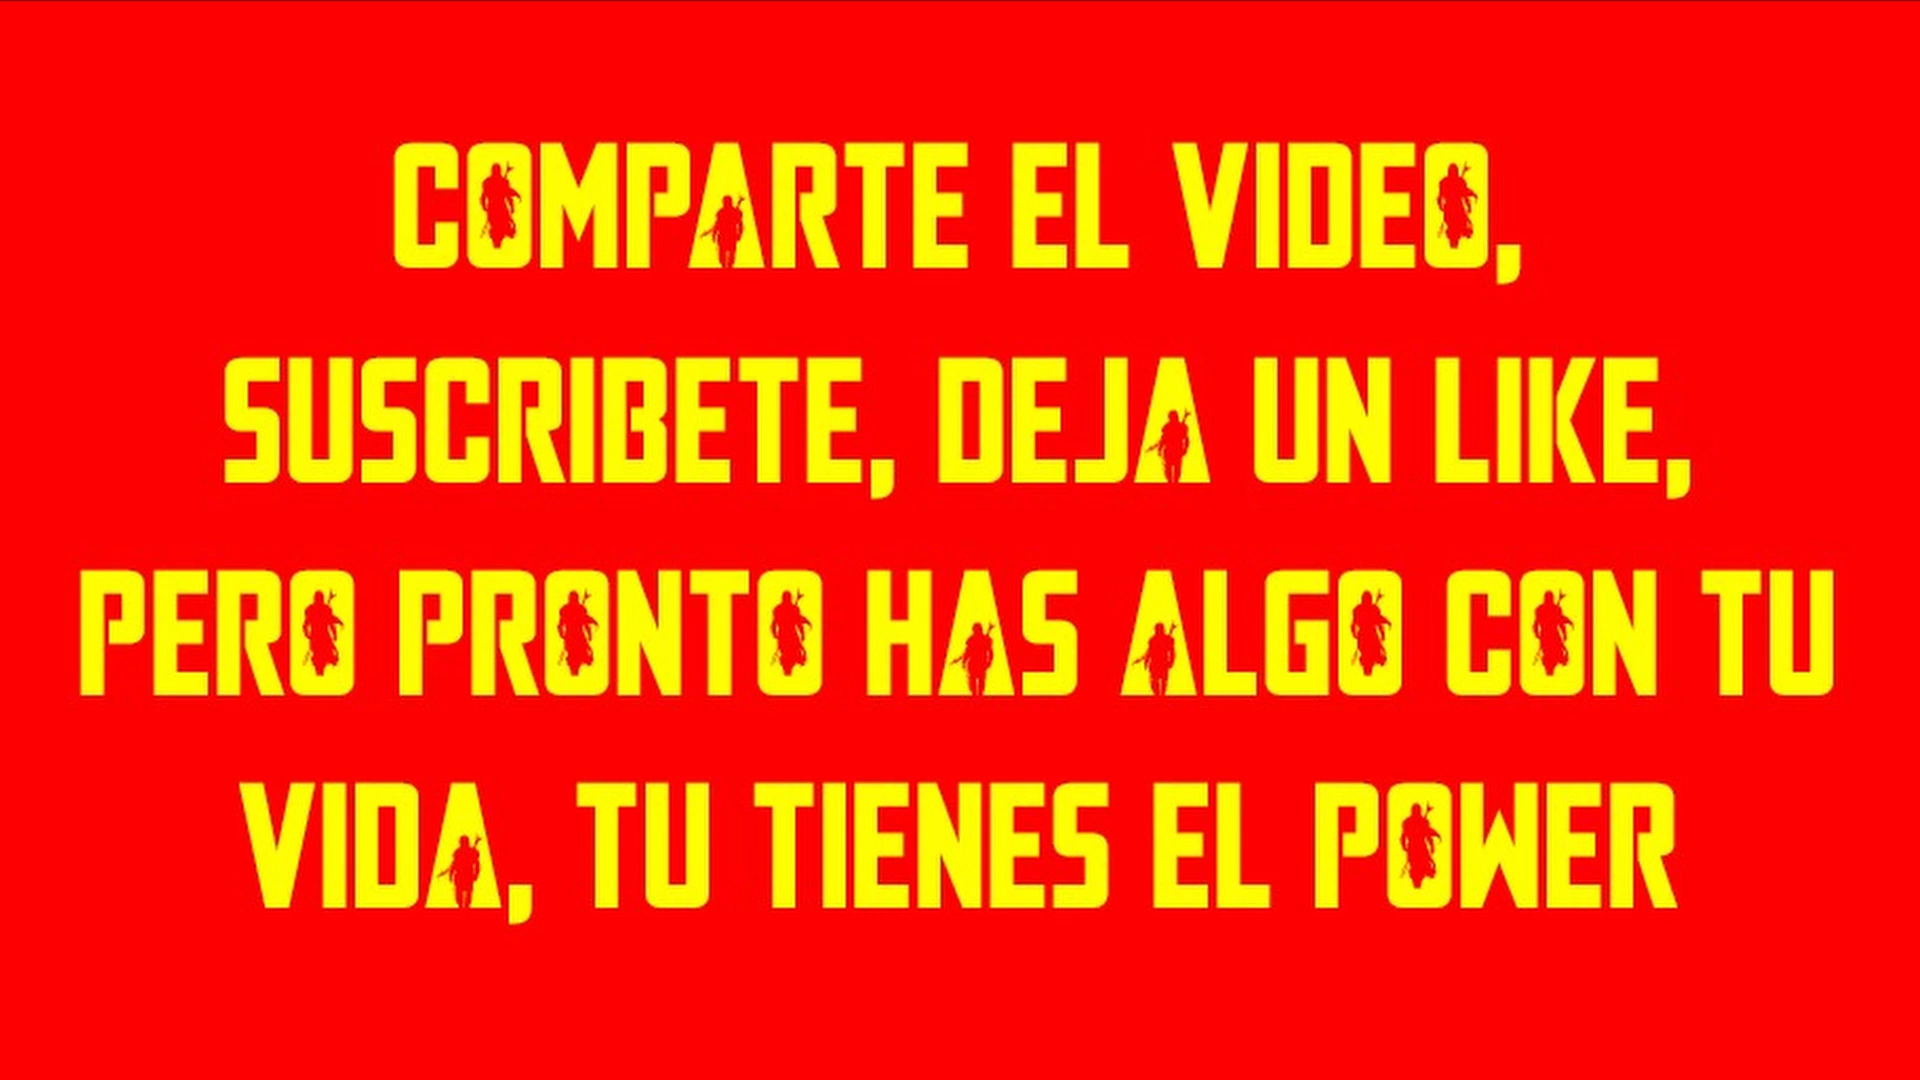 COMPARTE EL VIDEO,
SUSCRIBETE, DEJA UN LIKE,
PERO PRONTO HAS ALGO CON TU
VIDA, TU TIENES EL POWER